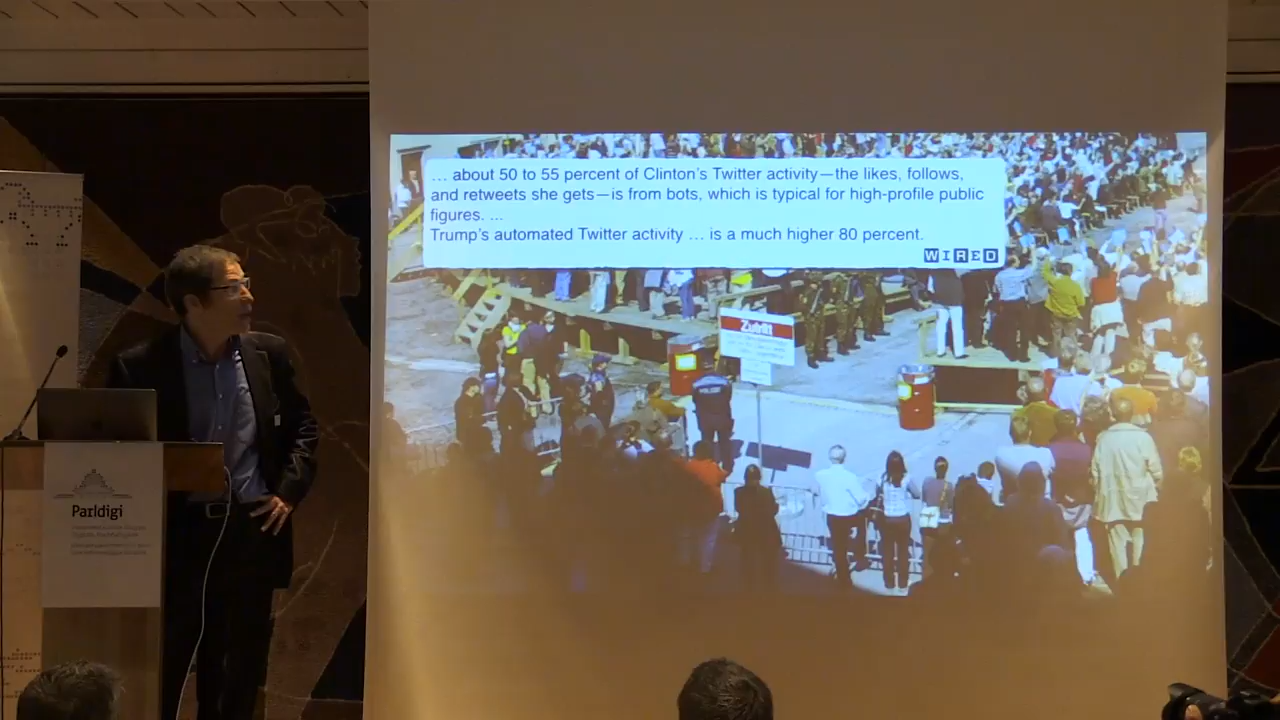 … about 50 to 55 percent of Clinton's Twitter activity—the likes, follows,
and retweets she gets—is from bots, which is typical for high-profile public
figures. …
Trump's automated Twitter activity … is a much higher 80 percent.
WIRED
Zutritt
Parldigi